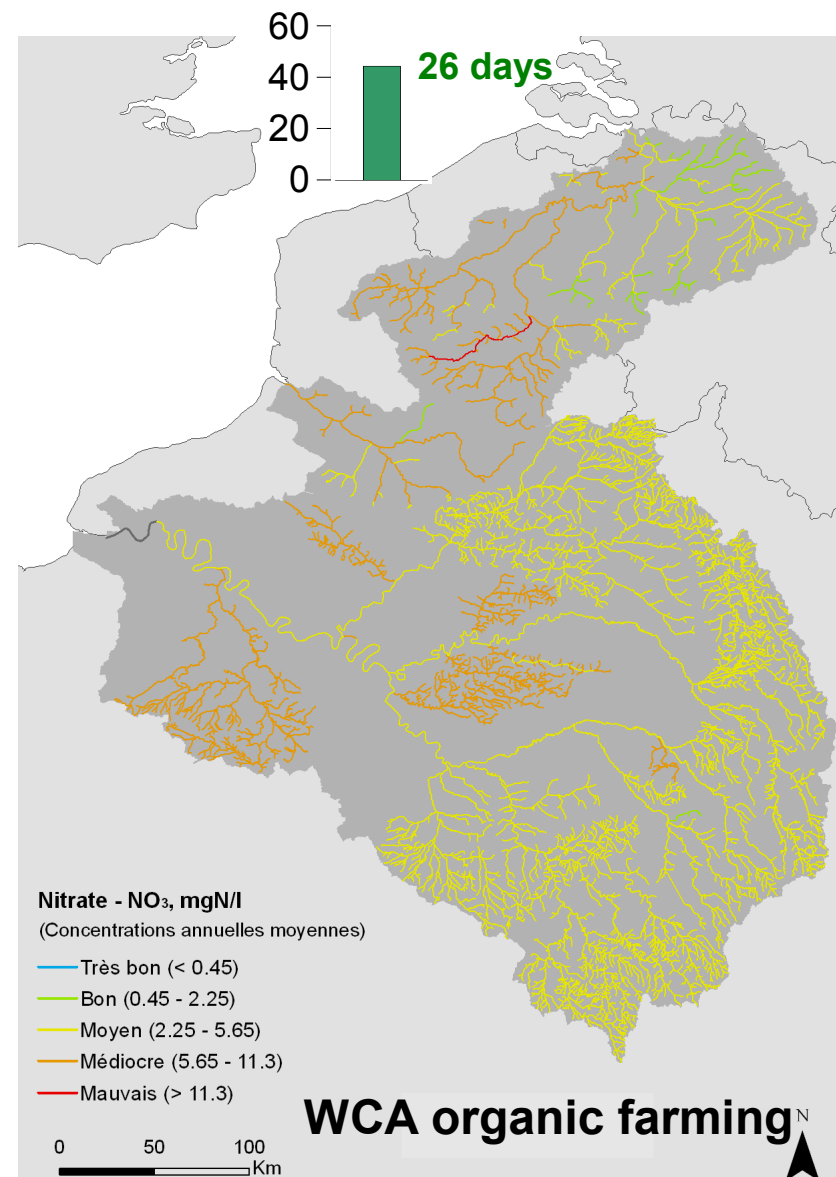 60
40
20
0
26 days
Nitrate - NO₃, mgN/l
(Concentrations annuelles moyennes)
Très bon (< 0.45)
Bon (0.45 - 2.25)
Moyen (2.25 - 5.65)
Médiocre (5.65 - 11.3)
Mauvais (> 11.3)
WCA organic farming
N
0 50 100
Km